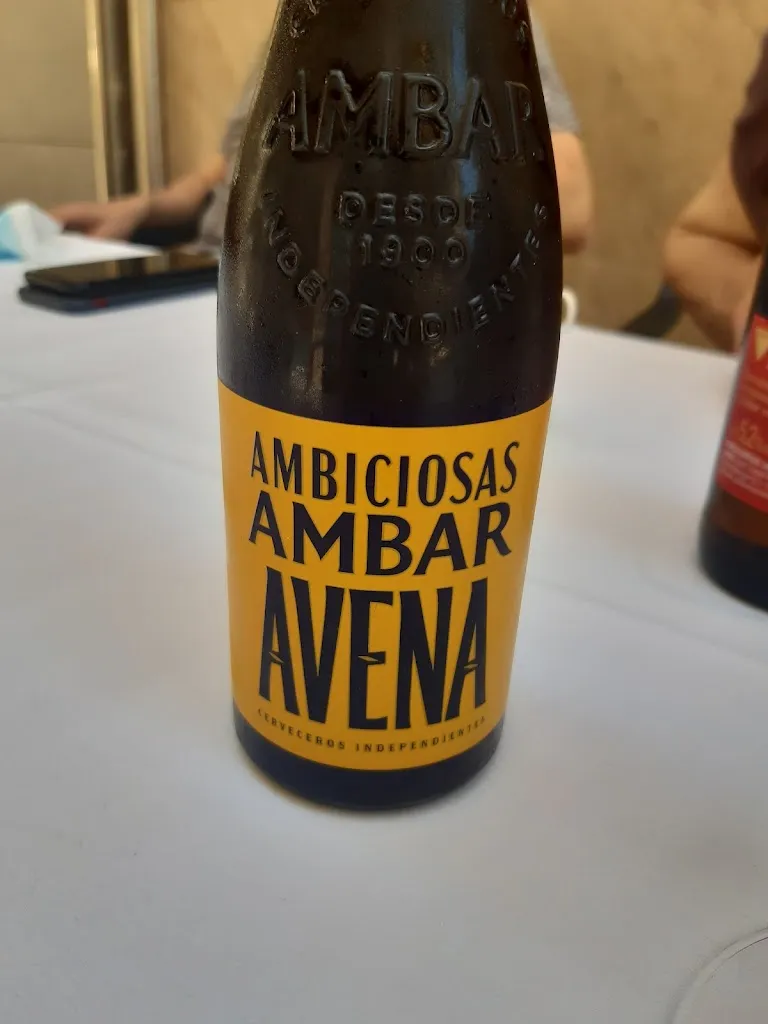 AMBAR
DESDE
1900
INDEPENDIENTES
AMBICIOSAS
AMBAR
AVENA
CERVECEROS INDEPENDIENTES